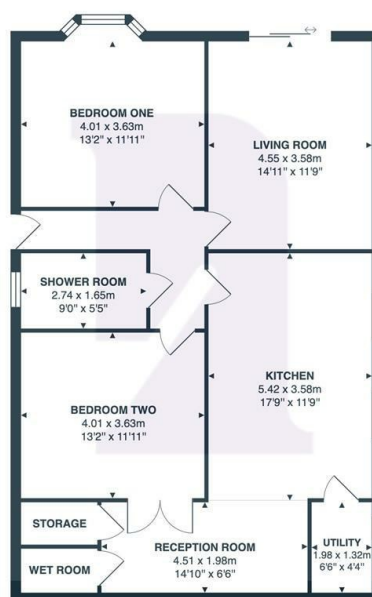 BEDROOM ONE
4.01 x 3.63m
13'2" x 11'11"
LIVING ROOM
4.55 x 3.58m
14'11" x 11'9"
SHOWER ROOM
2.74 x 1.65m
9'0" x 5'5"
KITCHEN
5.42 x 3.58m
17'9" x 11'9"
BEDROOM TWO
4.01 x 3.63m
13'2" x 11'11"
STORAGE
WET ROOM
RECEPTION ROOM
4.51 x 1.98m
14'10" x 6'6"
UTILITY
1.98 x 1.32m
6'6" x 4'4"